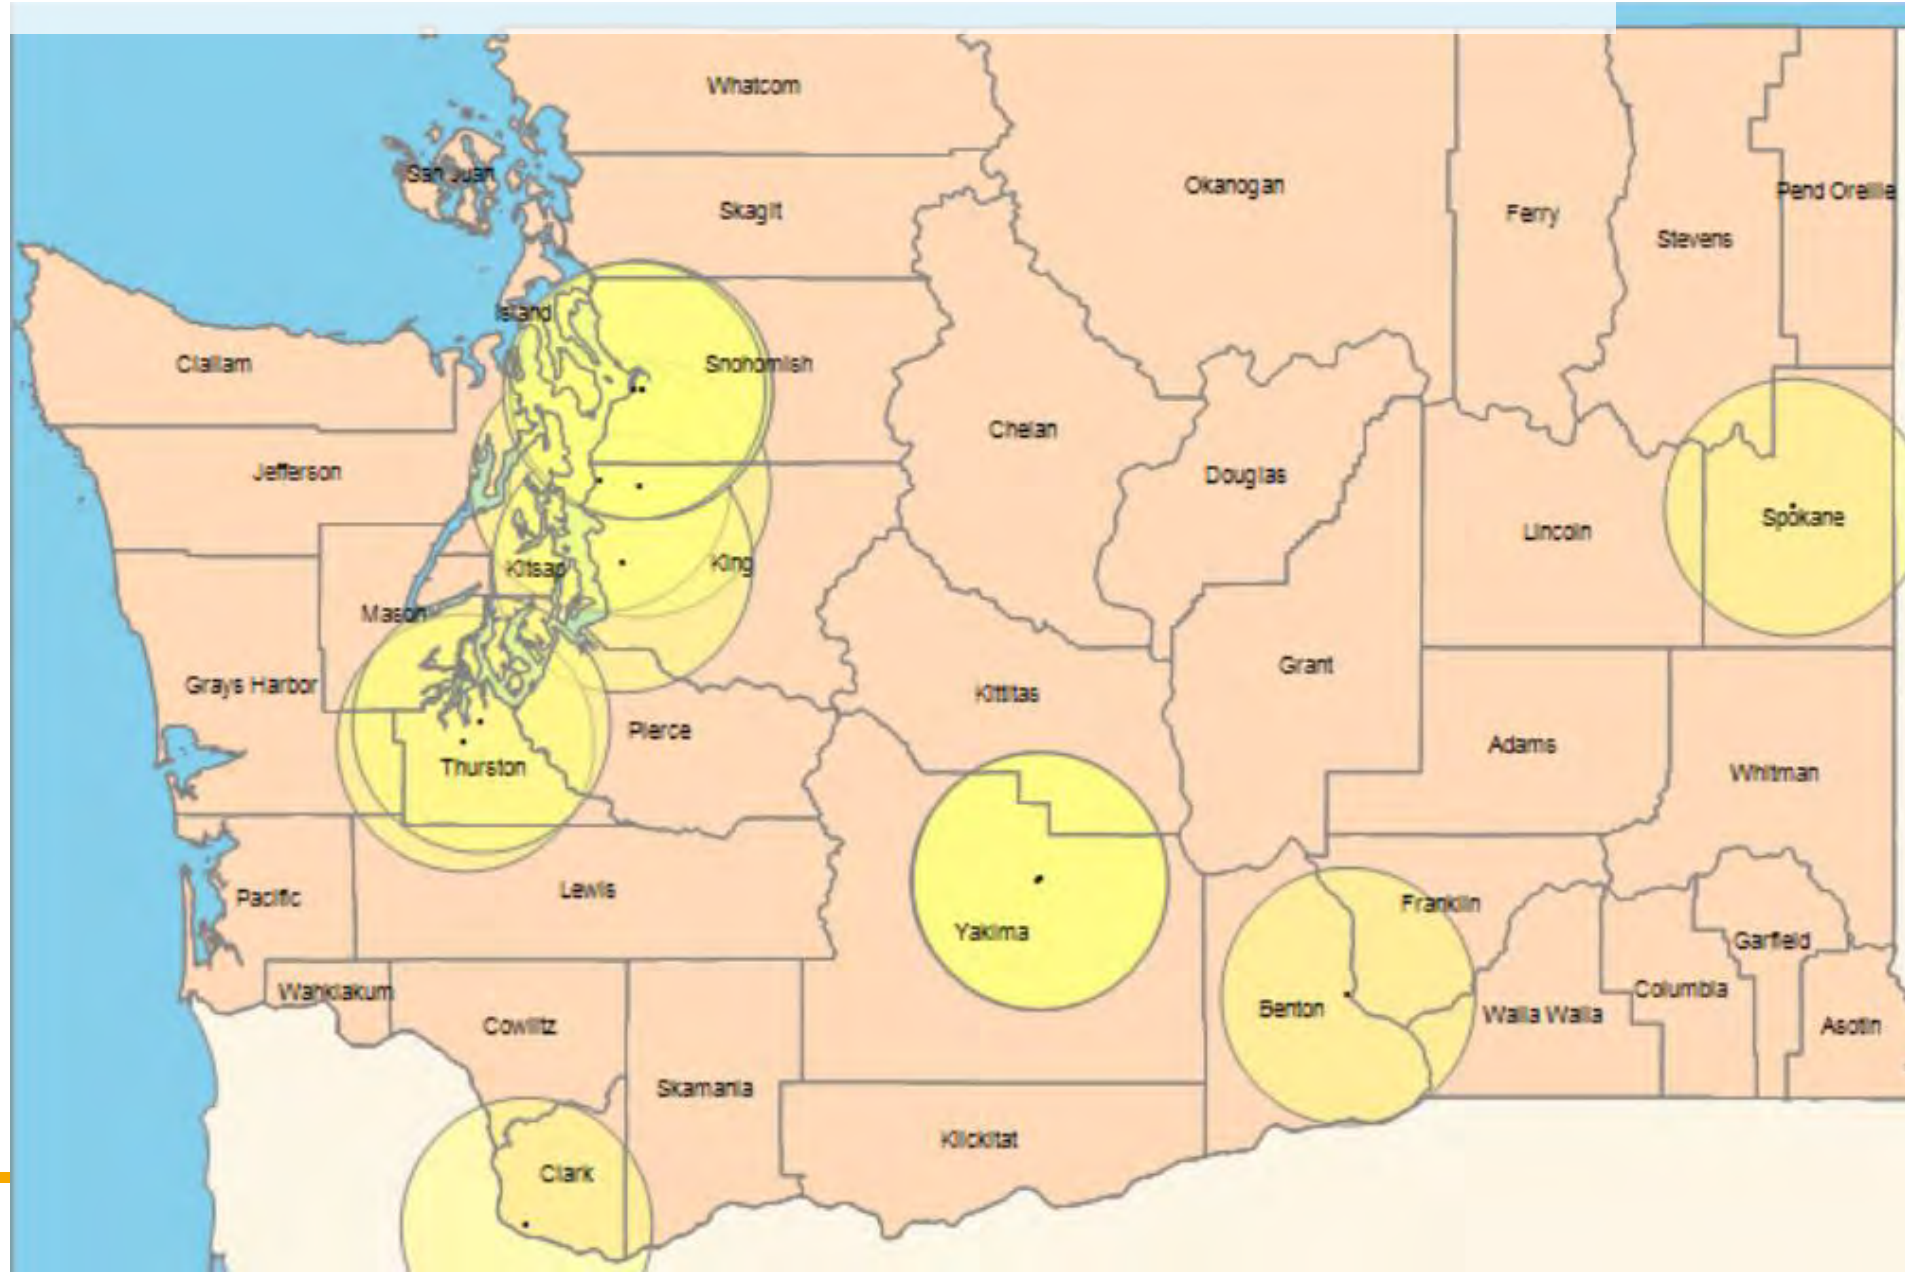 Whatcom
San Juan
Skagit
Okanogan
Ferry
Pend Oreille
Stevens
Island
Clallam
Snohomish
Chelan
Jefferson
Douglas
Lincoln
Spokane
Kitsap
King
Mason
Grays Harbor
Kittitas
Grant
Pierce
Adams
Thurston
Whitman
Pacific
Lewis
Yakima
Franklin
Garfield
Wahkiakum
Columbia
Benton
Walla Walla
Cowlitz
Asotin
Skamania
Klickitat
Clark